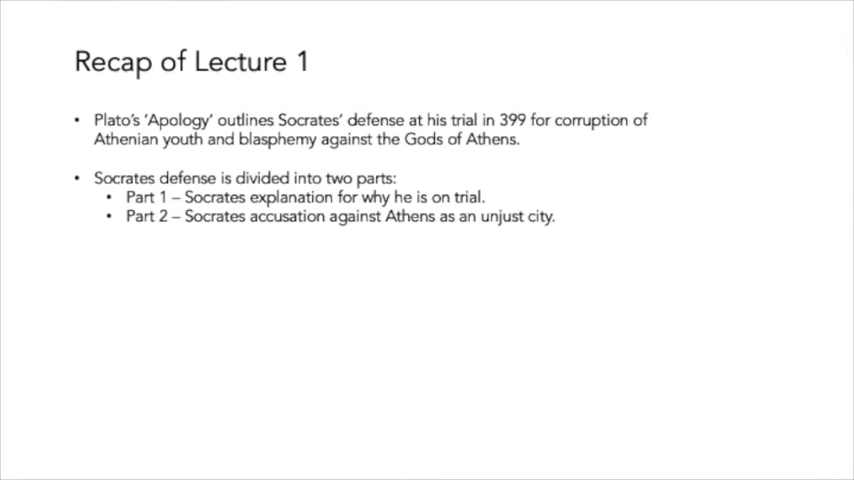 Recap of Lecture 1
• Plato's 'Apology' outlines Socrates' defense at his trial in 399 for corruption of
Athenian youth and blasphemy against the Gods of Athens.
• Socrates defense is divided into two parts:
• Part 1 – Socrates explanation for why he is on trial.
• Part 2 – Socrates accusation against Athens as an unjust city.